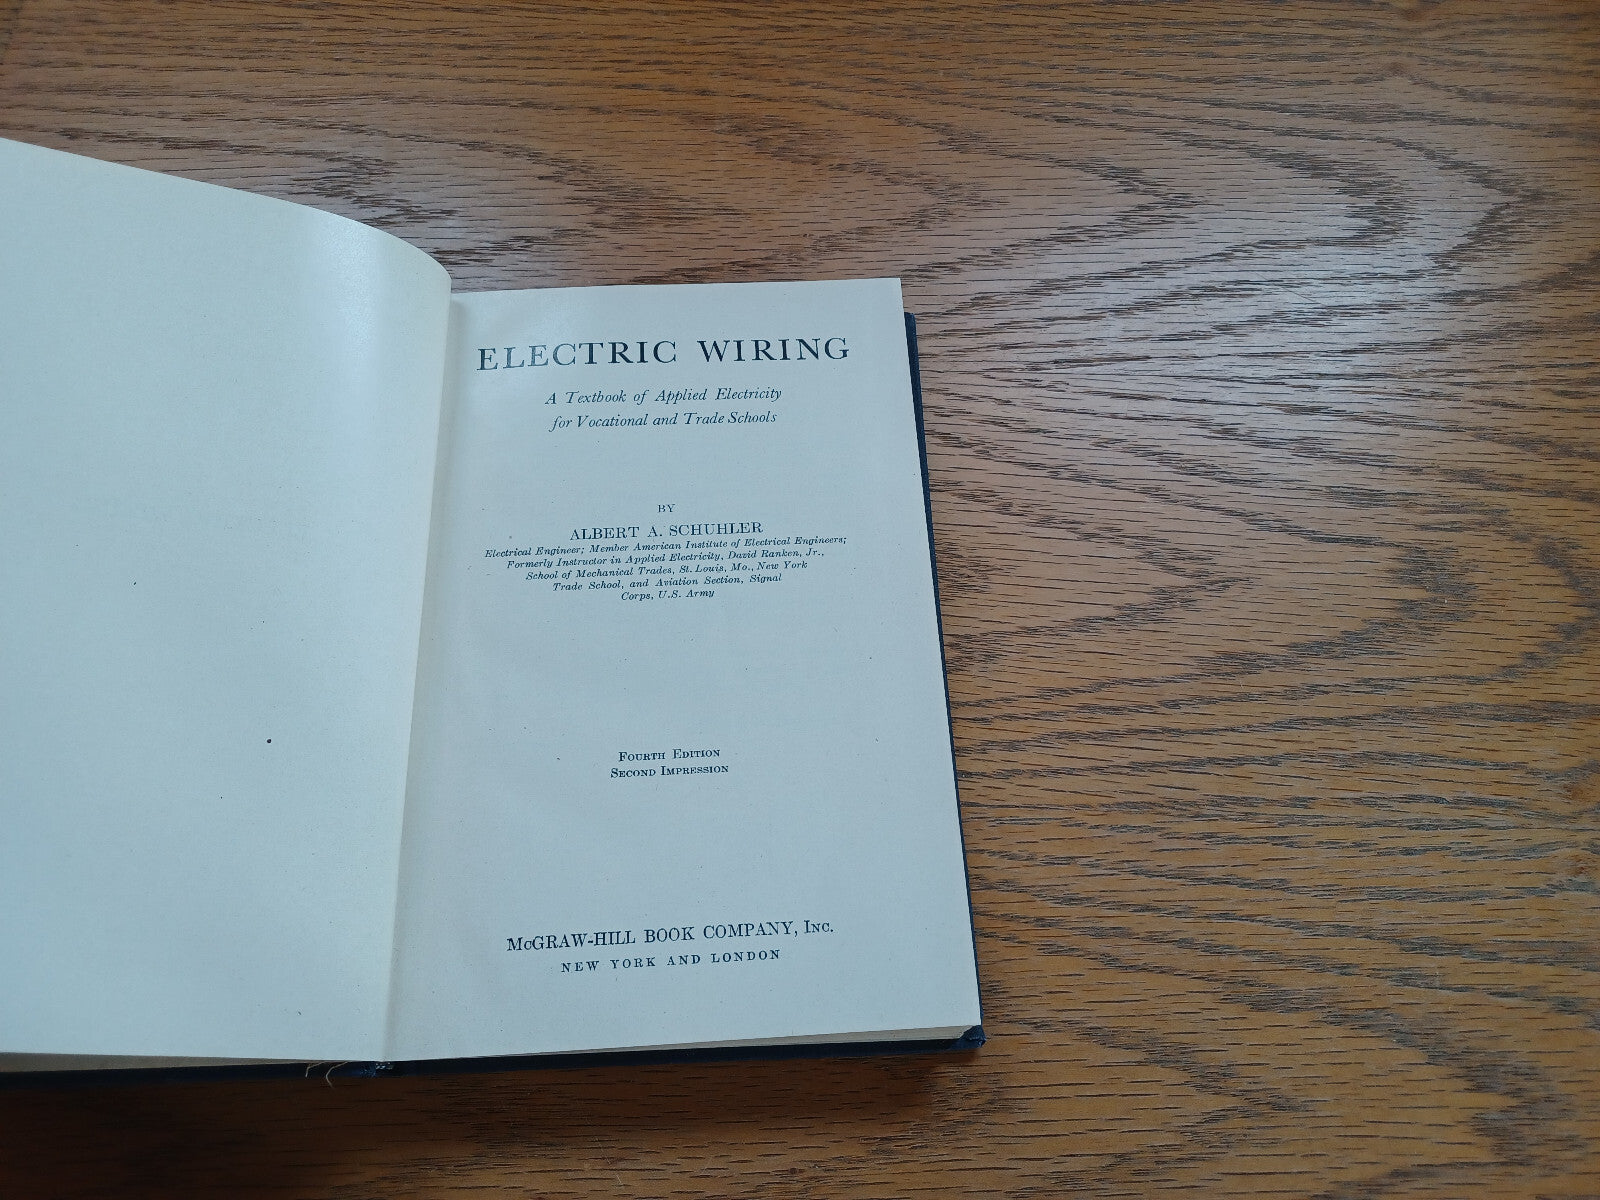 ELECTRIC WIRING
A Textbook of Applied Electricity
for Vocational and Trade Schools
BY
ALBERT A. SCHUHLER
Electrical Engineer; Member American Institute of Electrical Engineers;
Formerly Instructor in Applied Electricity, David Ranken, Jr.,
School of Mechanical Trades, St. Louis, Mo., New York
Trade School, and Aviation Section, Signal
Corps, U.S. Army
FOURTH EDITION
SECOND IMPRESSION
McGRAW-HILL BOOK COMPANY, INC.
NEW YORK AND LONDON